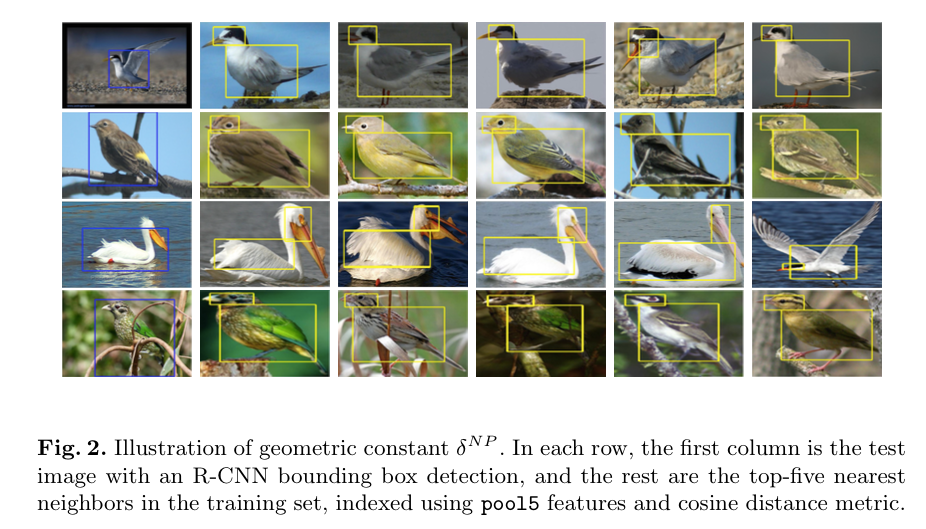 Fig. 2. Illustration of geometric constant δ^NP. In each row, the first column is the test
image with an R-CNN bounding box detection, and the rest are the top-five nearest
neighbors in the training set, indexed using pool5 features and cosine distance metric.